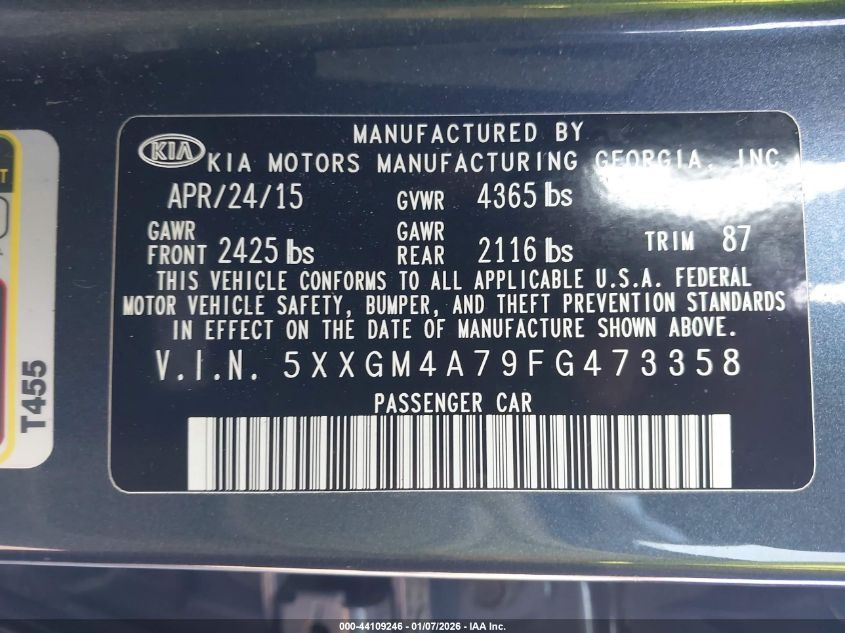 MANUFACTURED BY
KIA KIA MOTORS MANUFACTURING GEORGIA, INC
APR/24/15 GVWR 4365 lbs
GAWR FRONT 2425 lbs GAWR REAR 2116 lbs TRIM 87
THIS VEHICLE CONFORMS TO ALL APPLICABLE U.S.A. FEDERAL
MOTOR VEHICLE SAFETY, BUMPER, AND THEFT PREVENTION STANDARDS
IN EFFECT ON THE DATE OF MANUFACTURE SHOWN ABOVE.
V.I.N. 5XXGM4A79FG473358
PASSENGER CAR
T455
000-44109246 - 01/07/2026 - IAA Inc.